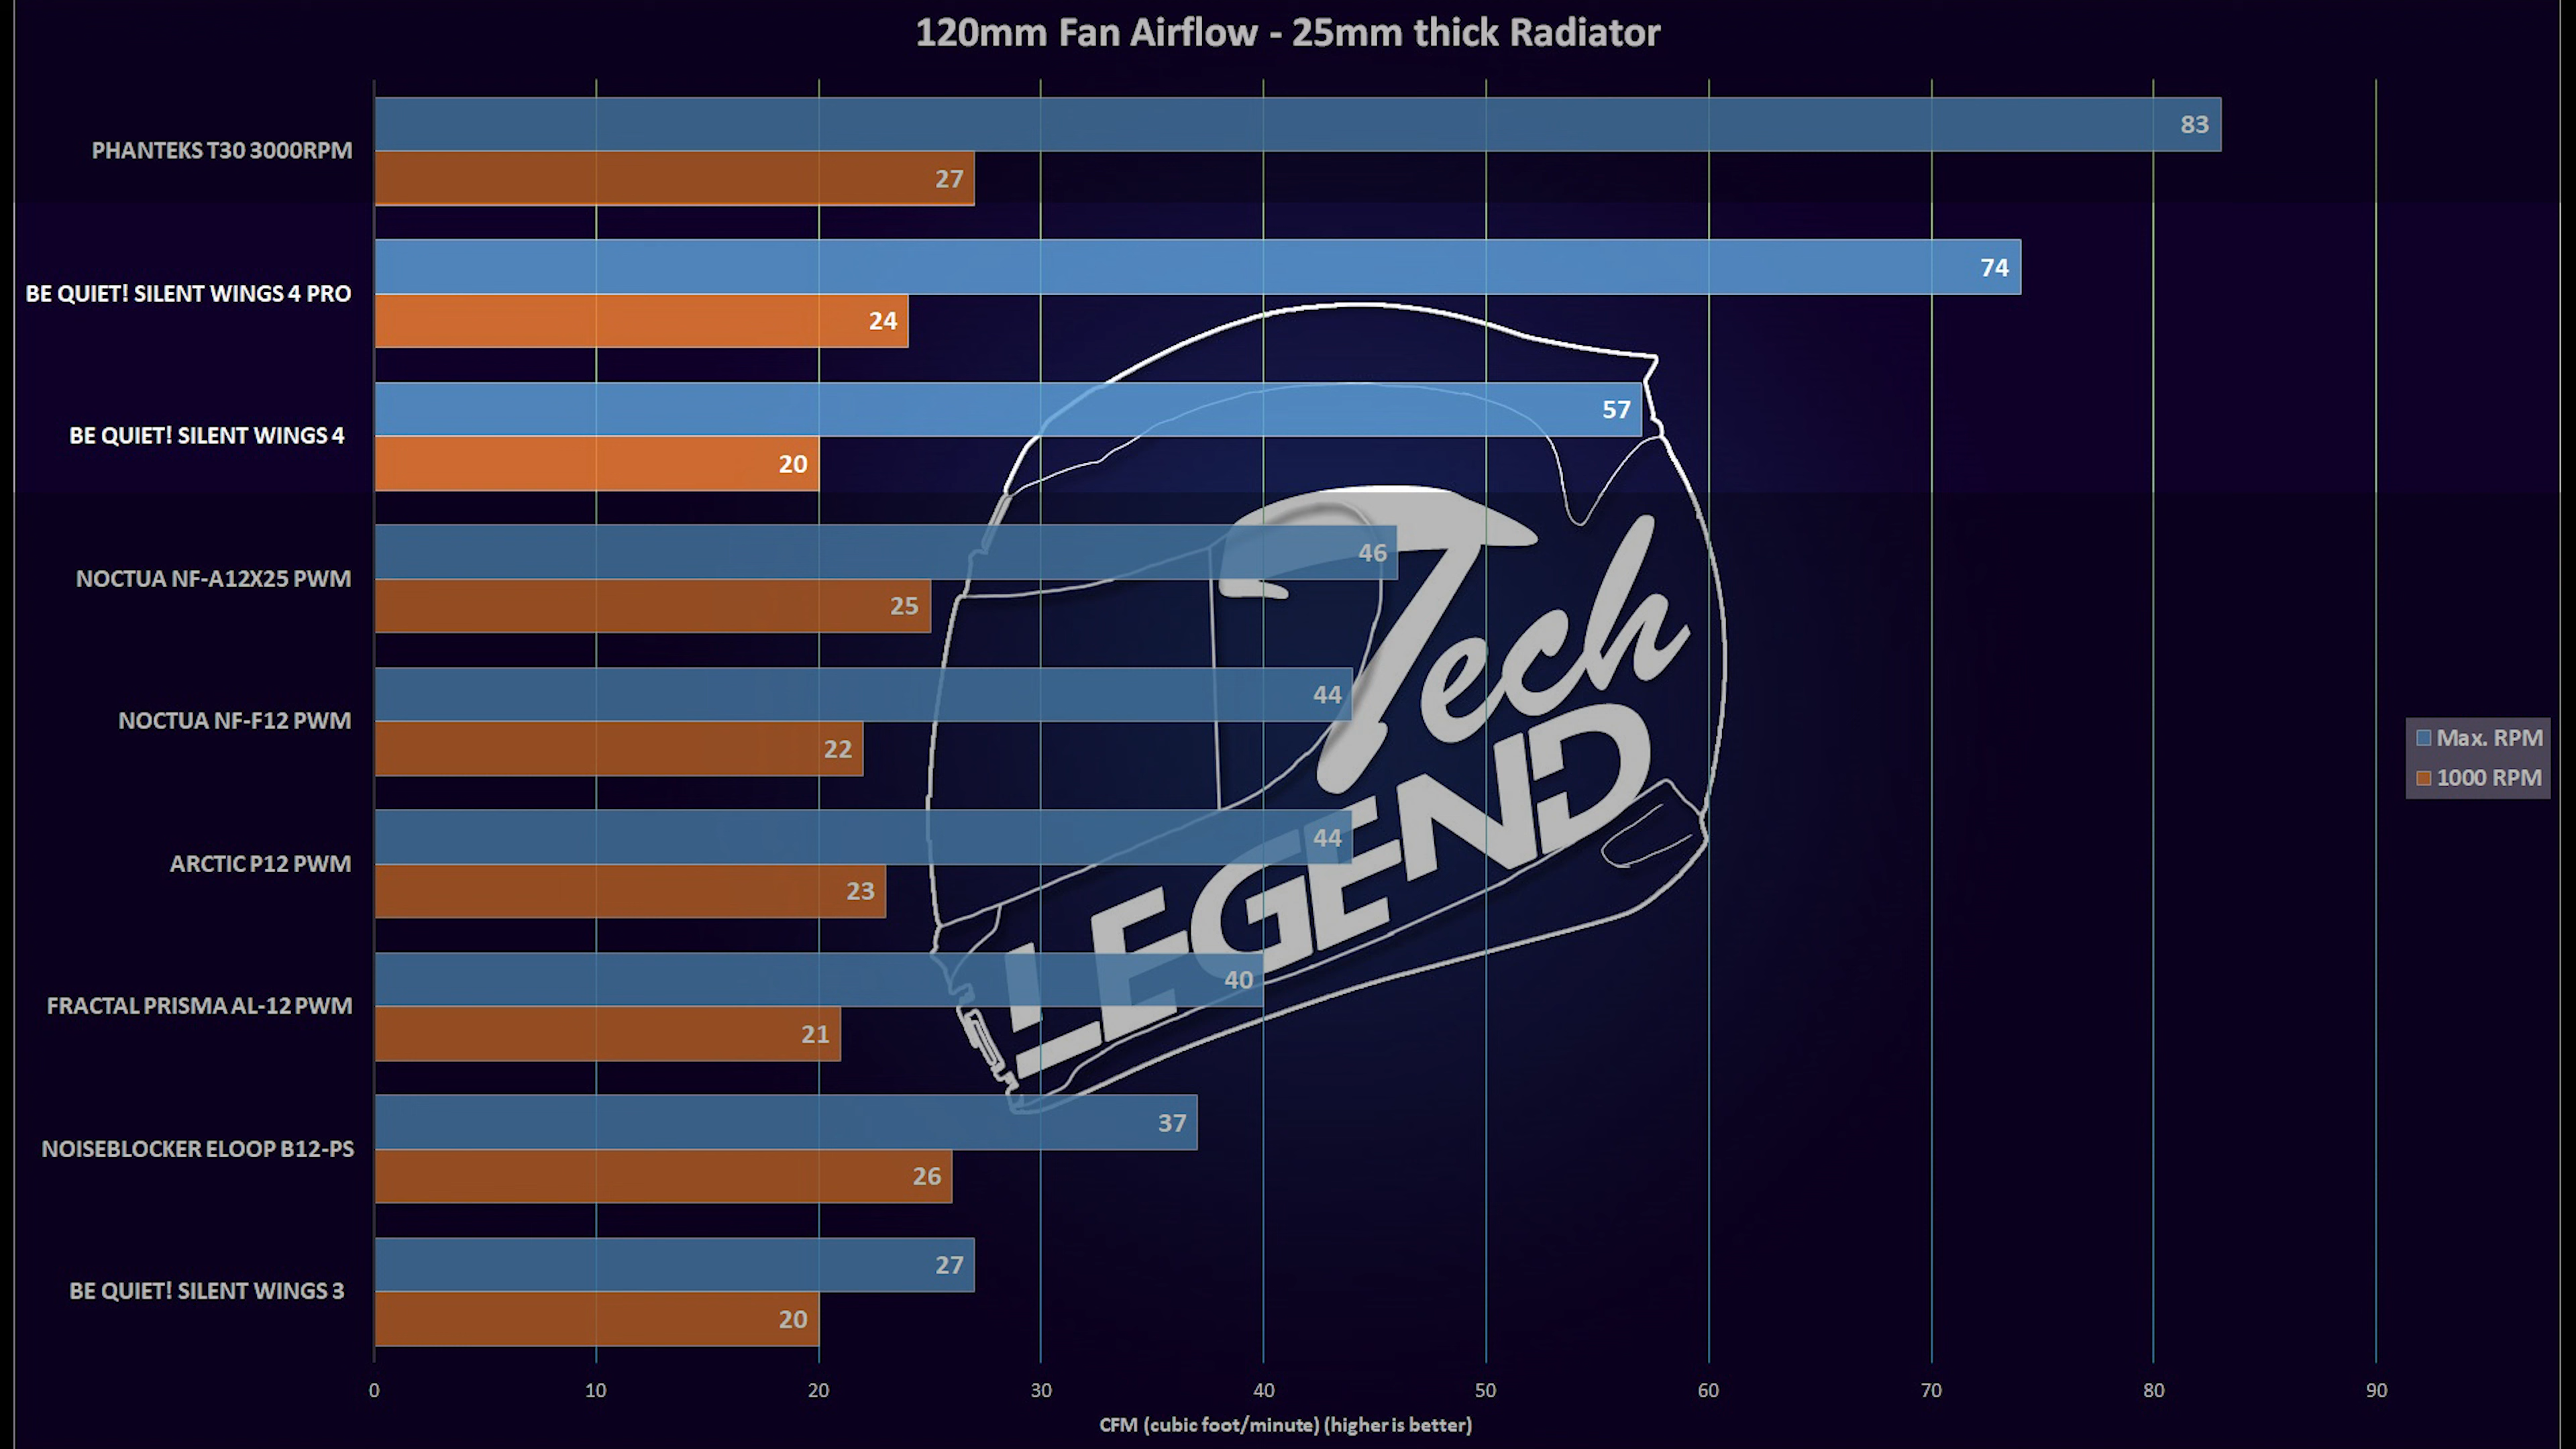 120mm Fan Airflow - 25mm thick Radiator
PHANTEKS T30 3000RPM
83
27
BE QUIET! SILENT WINGS 4 PRO
74
24
BE QUIET! SILENT WINGS 4
57
20
NOCTUA NF-A12X25 PWM
46
25
NOCTUA NF-F12 PWM
44
22
ARCTIC P12 PWM
44
23
FRACTAL PRISMA AL-12 PWM
40
21
NOISEBLOCKER ELOOP B12-PS
37
26
BE QUIET! SILENT WINGS 3
27
20
Tech
LEGEND
Max. RPM
1000 RPM
0 10 20 30 40 50 60 70 80 90
CFM (cubic foot/minute) (higher is better)